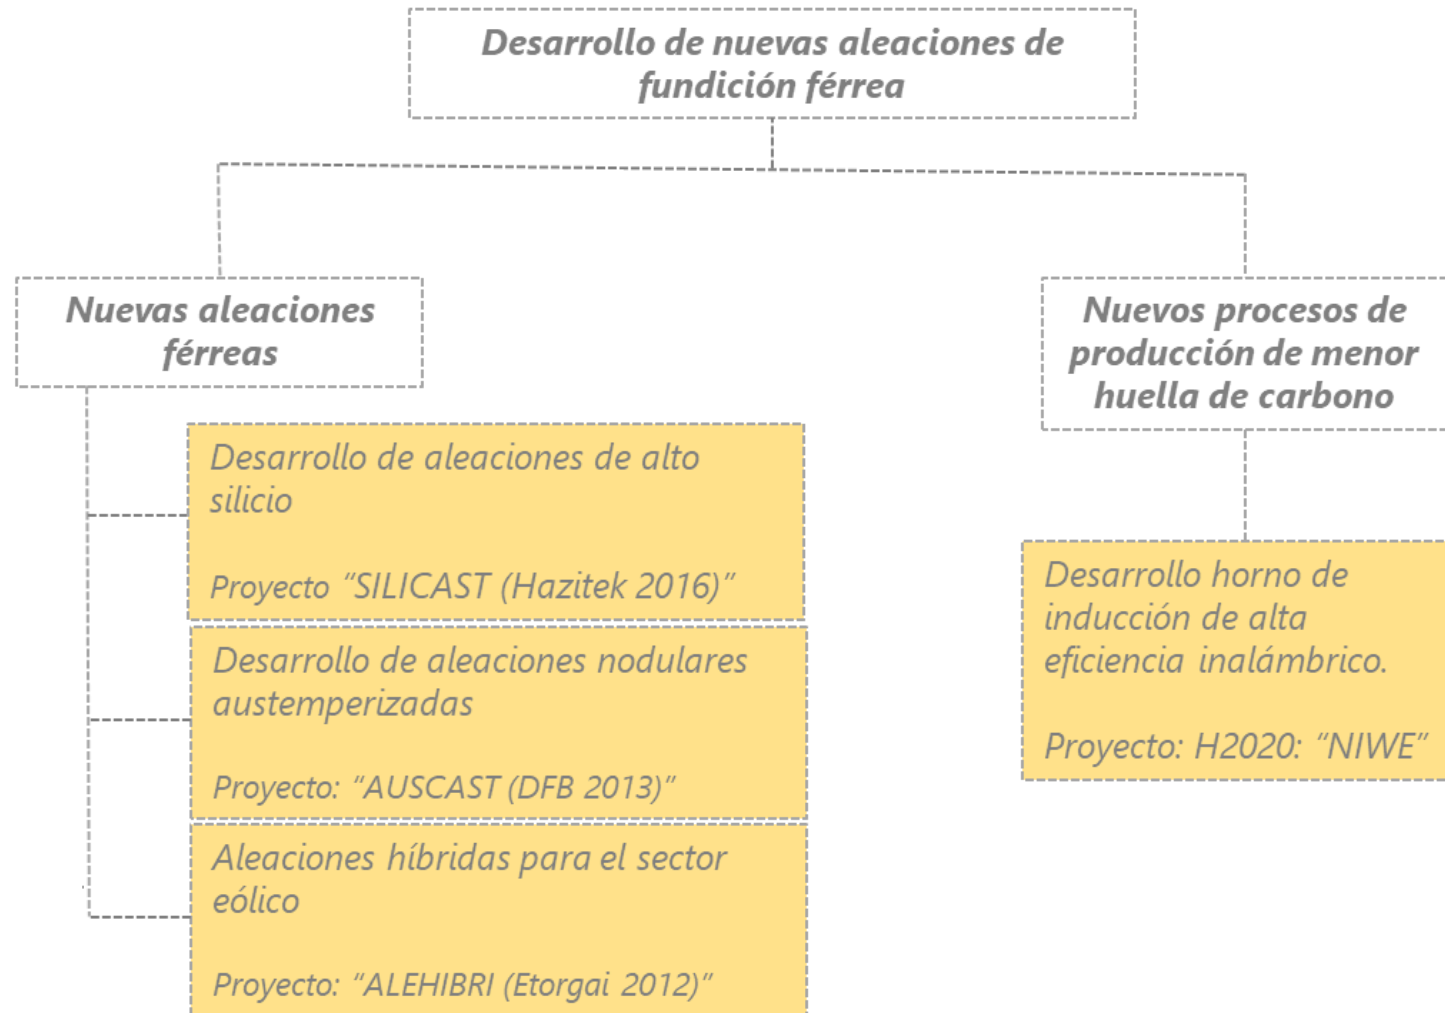 Desarrollo de nuevas aleaciones de
fundición férrea
Nuevas aleaciones
férreas
Desarrollo de aleaciones de alto
silicio
Proyecto “SILICAST (Hazitek 2016)”
Desarrollo de aleaciones nodulares
austemperizadas
Proyecto: “AUSCAST (DFB 2013)”
Aleaciones híbridas para el sector
eólico
Proyecto: “ALEHIBRI (Etorgai 2012)”
Nuevos procesos de
producción de menor
huella de carbono
Desarrollo horno de
inducción de alta
eficiencia inalámbrico.
Proyecto: H2020: “NIWE”